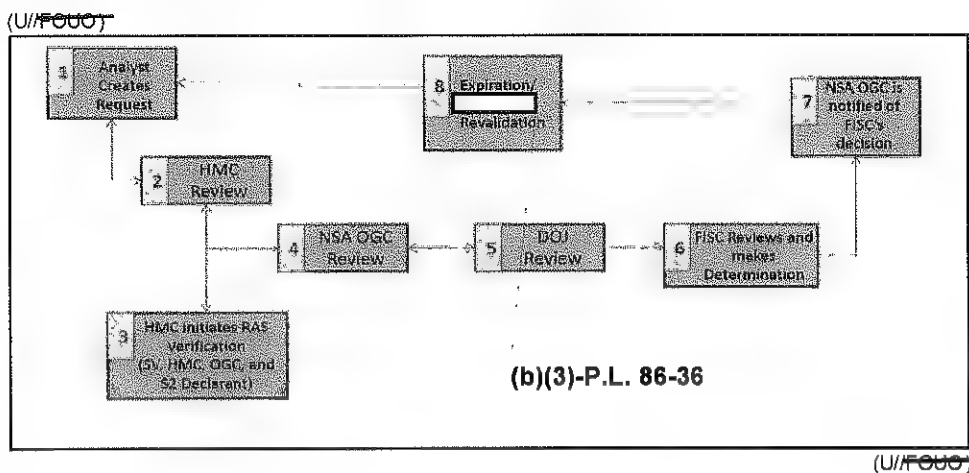 (U//FOUO)
1
Analyst
Creates
Request
8
Expiration/
Revalidation
7
NSA OGC is
notified of
FISC's
decision
2
HMC
Review
4
NSA OGC
Review
5
DOJ
Review
6
FISC Reviews and
makes
Determination
3
HMC initiates RAS
Verification
(SV, HMC, OGC, and
S2 Declarant)
(b)(3)-P.L. 86-36
(U//FOUO)